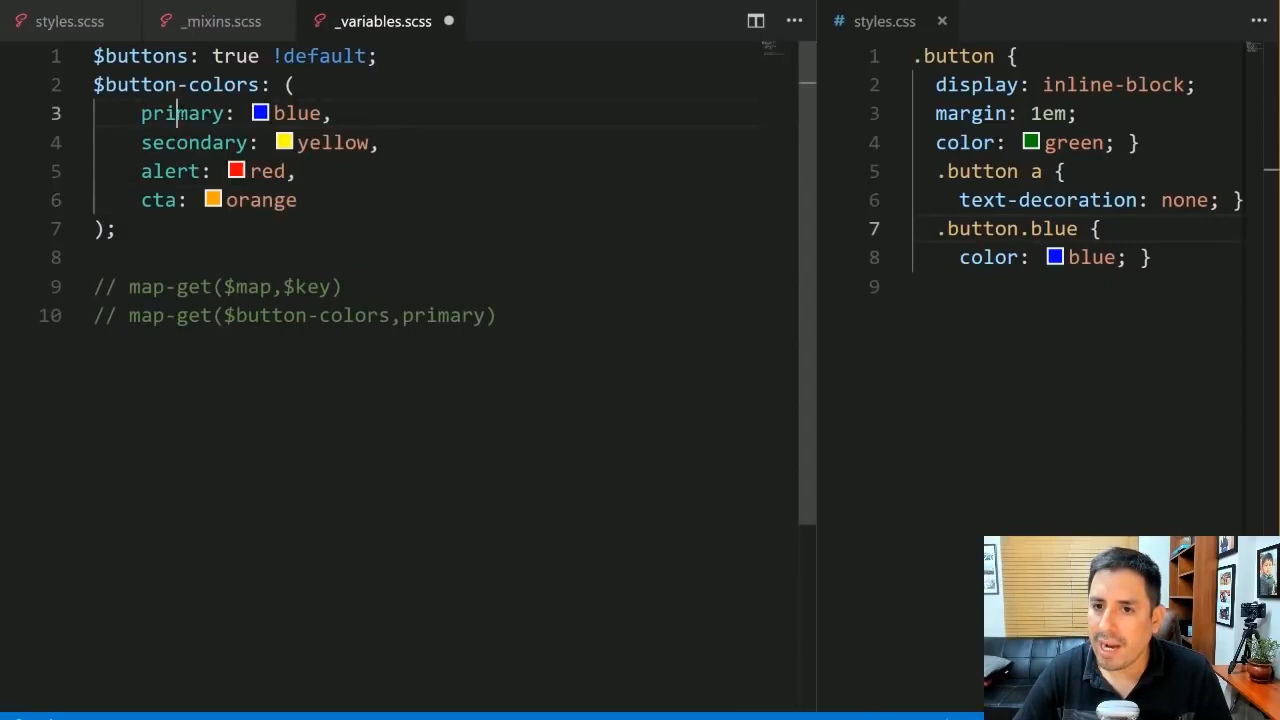 styles.scss
_mixins.scss
_variables.scss
styles.css
1 $buttons: true !default;
2 $button-colors: (
3 primary: blue,
4 secondary: yellow,
5 alert: red,
6 cta: orange
7 );
8
9 // map-get($map,$key)
10 // map-get($button-colors,primary)
1 .button {
2 display: inline-block;
3 margin: 1em;
4 color: green; }
5 .button a {
6 text-decoration: none; }
7 .button.blue {
8 color: blue; }
9